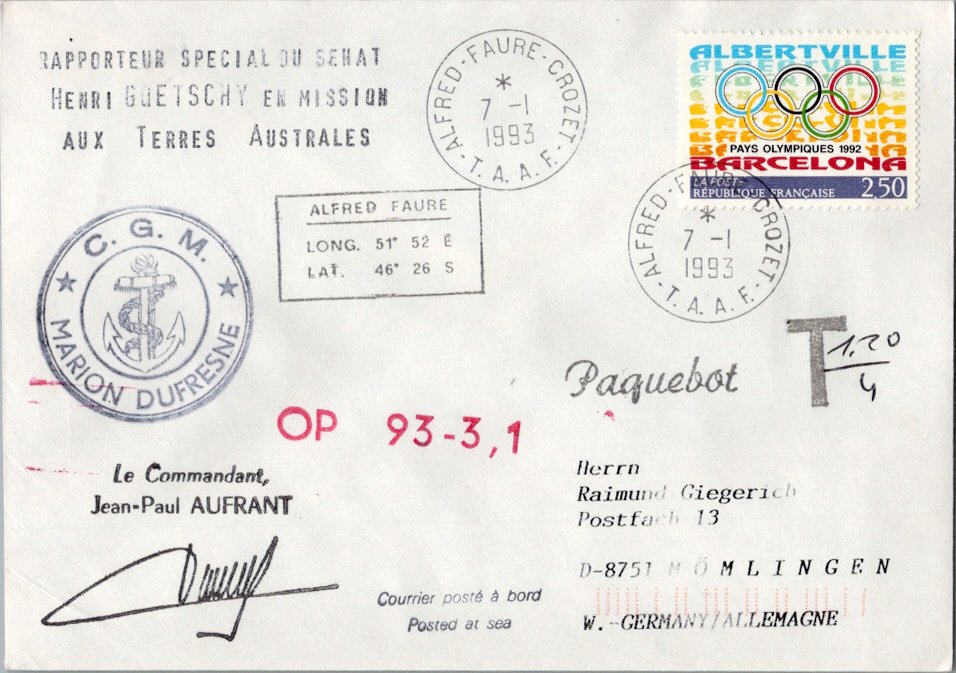 RAPPORTEUR SPECIAL DU SENAT
HENRI GOETSCHY EN MISSION
AUX TERRES AUSTRALES
ALFRED-FAURE-CROZET
*
7 -1
1993
-T.A.A.F.-
ALBERTVILLE
PAYS OLYMPIQUES 1992
BARCELONA
LA POSTE
RÉPUBLIQUE FRANÇAISE
2,50
ALFRED-FAURE-CROZET
*
7 -1
1993
-T.A.A.F.-
ALFRED FAURE
LONG. 51° 52 E
LAT. 46° 26 S
C. G. M.
MARION DUFRESNE
T 1,20
4
Paquebot
OP 93-3,1
Le Commandant,
Jean-Paul AUFRANT
Herrn
Raimund Giegerich
Postfach 13
D-8751 MÖMLINGEN
W.-GERMANY/ALLEMAGNE
Courrier posté à bord
Posted at sea